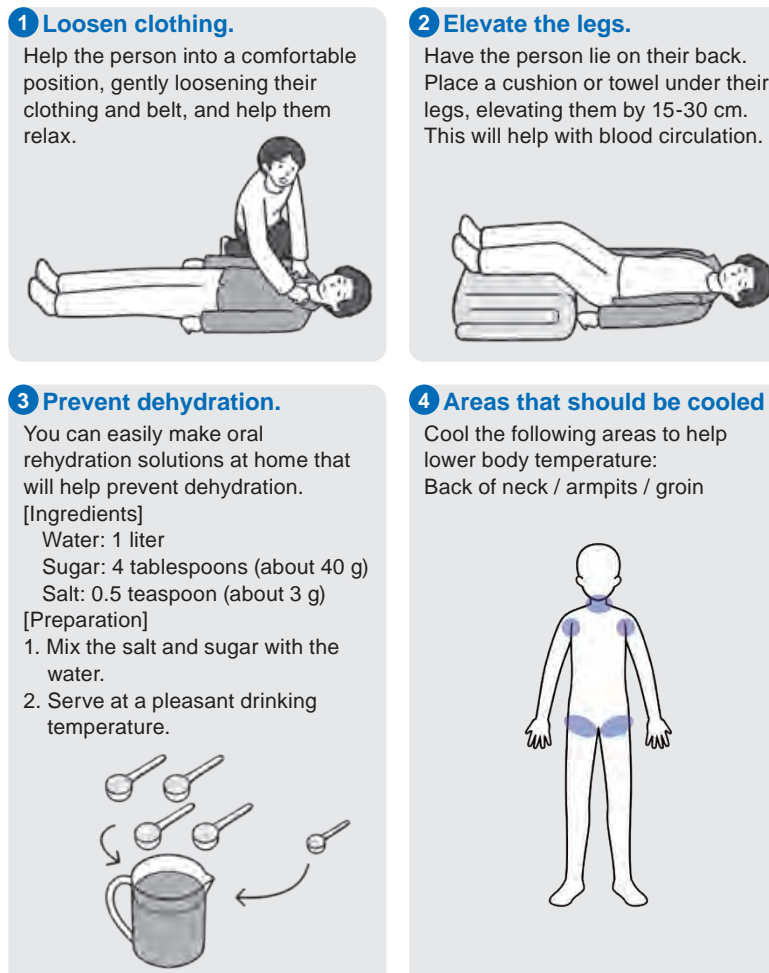 1 Loosen clothing.
Help the person into a comfortable
position, gently loosening their
clothing and belt, and help them
relax.
2 Elevate the legs.
Have the person lie on their back.
Place a cushion or towel under their
legs, elevating them by 15-30 cm.
This will help with blood circulation.
3 Prevent dehydration.
You can easily make oral
rehydration solutions at home that
will help prevent dehydration.
[Ingredients]
Water: 1 liter
Sugar: 4 tablespoons (about 40 g)
Salt: 0.5 teaspoon (about 3 g)
[Preparation]
1. Mix the salt and sugar with the
water.
2. Serve at a pleasant drinking
temperature.
4 Areas that should be cooled
Cool the following areas to help
lower body temperature:
Back of neck / armpits / groin